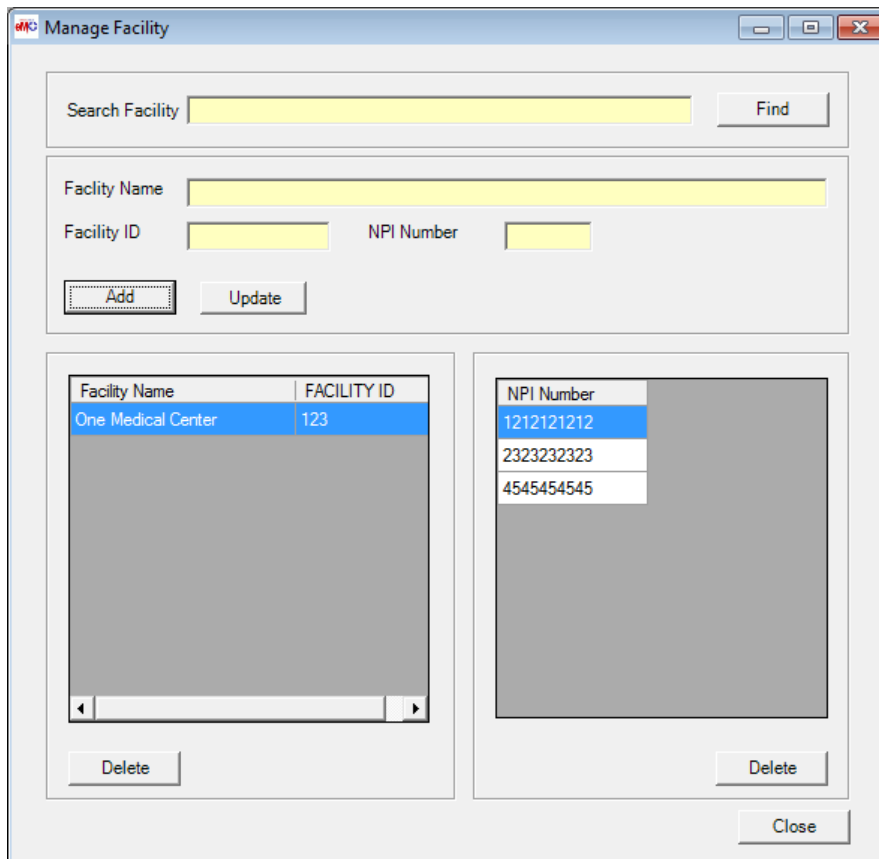 eMC Manage Facility
Search Facility Find
Faclity Name
Facility ID NPI Number
Add Update
Facility Name FACILITY ID
One Medical Center 123
NPI Number
1212121212
2323232323
4545454545
Delete Delete
Close